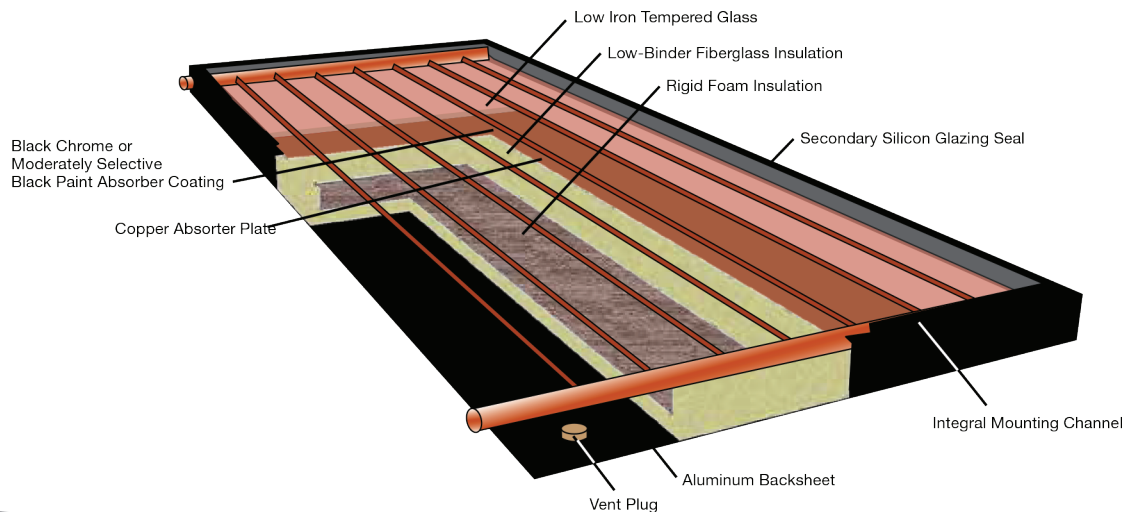 Low Iron Tempered Glass
Low-Binder Fiberglass Insulation
Rigid Foam Insulation
Secondary Silicon Glazing Seal
Black Chrome or
Moderately Selective
Black Paint Absorber Coating
Copper Absorter Plate
Integral Mounting Channel
Aluminum Backsheet
Vent Plug